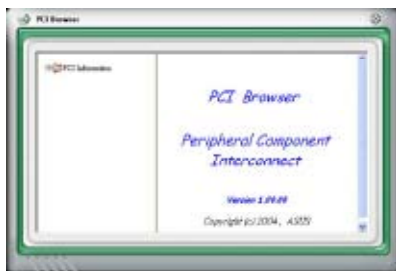 PCI Browser
PCI Information
PCI Browser
Peripheral Component
Interconnect
Version 1.09.09
Copyright (c) 2004, ASUS